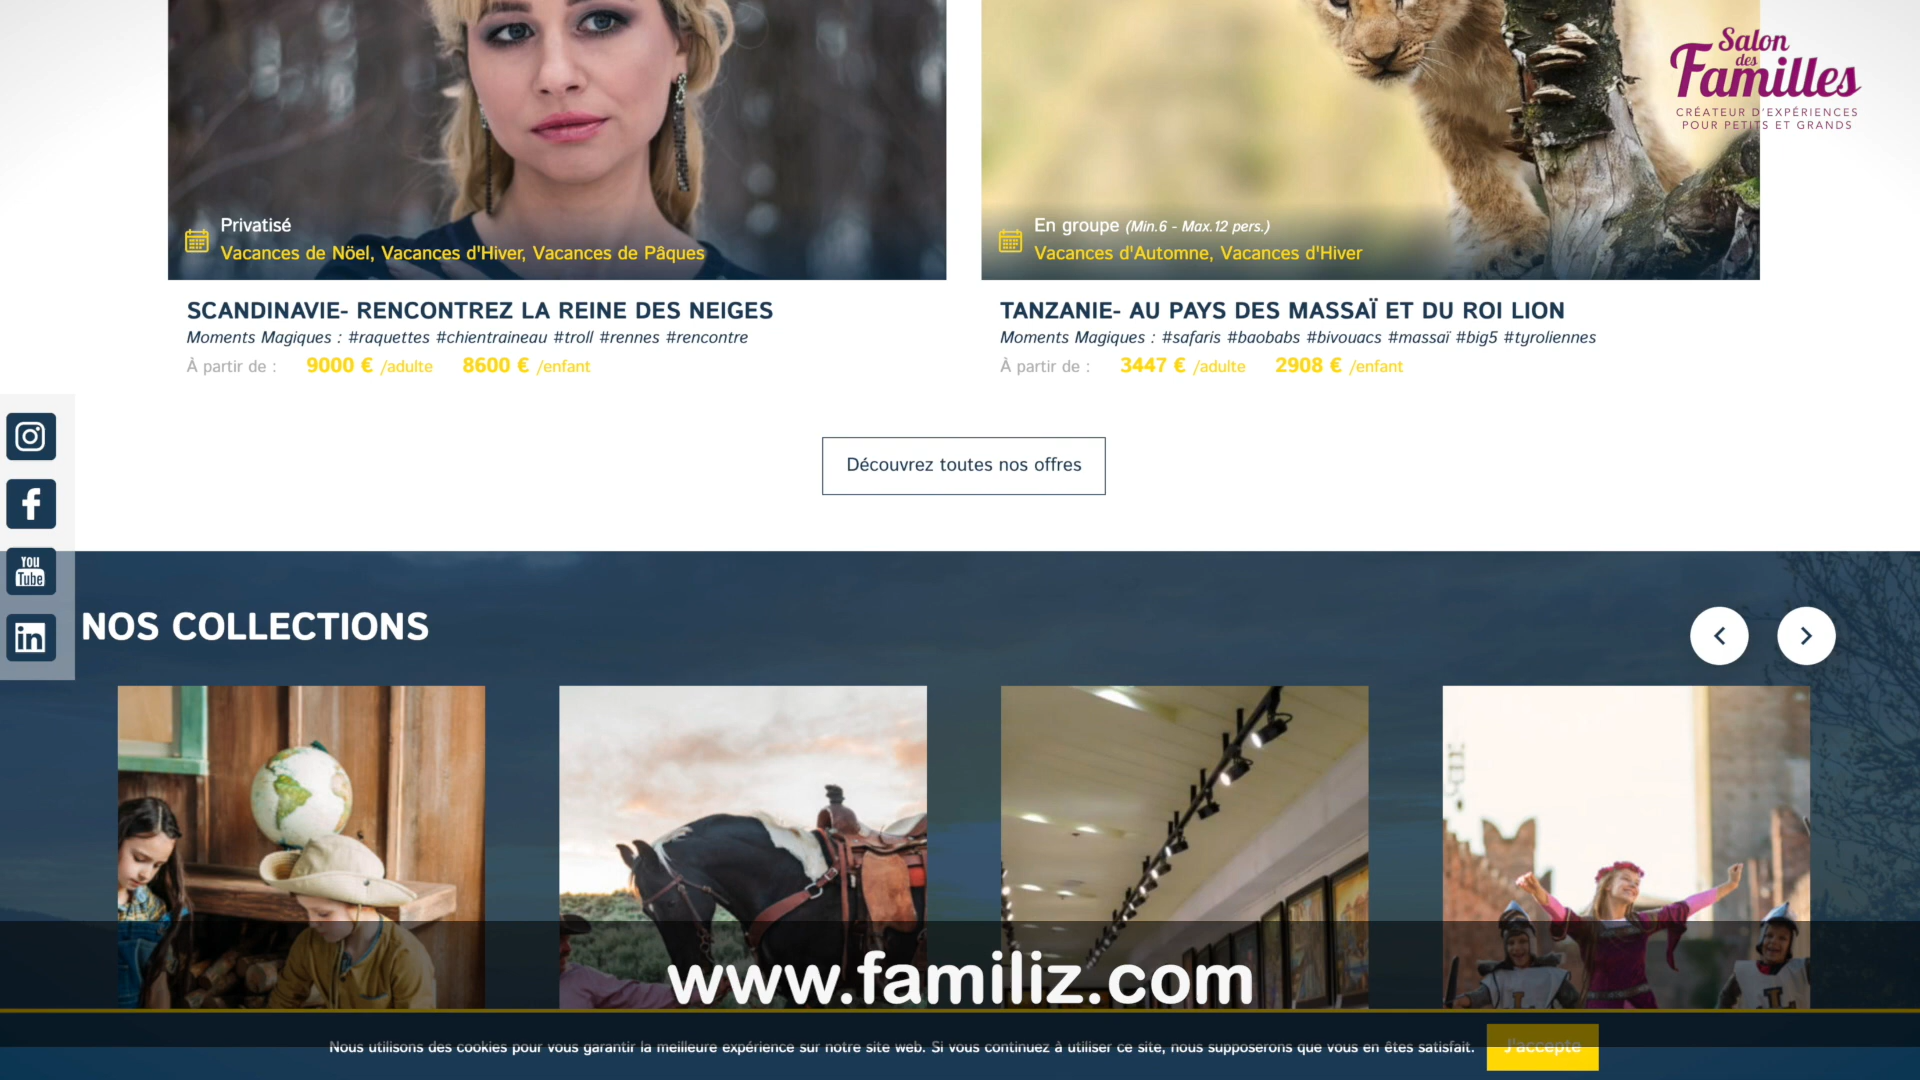 Salon
des
Familles
CRÉATEUR D'EXPÉRIENCES
POUR PETITS ET GRANDS
Privatisé
Vacances de Nöel, Vacances d'Hiver, Vacances de Pâques
SCANDINAVIE- RENCONTREZ LA REINE DES NEIGES
Moments Magiques : #raquettes #chientraineau #troll #rennes #rencontre
À partir de : 9000 € /adulte 8600 € /enfant
En groupe (Min.6 - Max.12 pers.)
Vacances d'Automne, Vacances d'Hiver
TANZANIE- AU PAYS DES MASSAÏ ET DU ROI LION
Moments Magiques : #safaris #baobabs #bivouacs #massaï #big5 #tyroliennes
À partir de : 3447 € /adulte 2908 € /enfant
Découvrez toutes nos offres
You
Tube
in
NOS COLLECTIONS
www.familiz.com
Nous utilisons des cookies pour vous garantir la meilleure expérience sur notre site web. Si vous continuez à utiliser ce site, nous supposerons que vous en êtes satisfait.
J'accepte